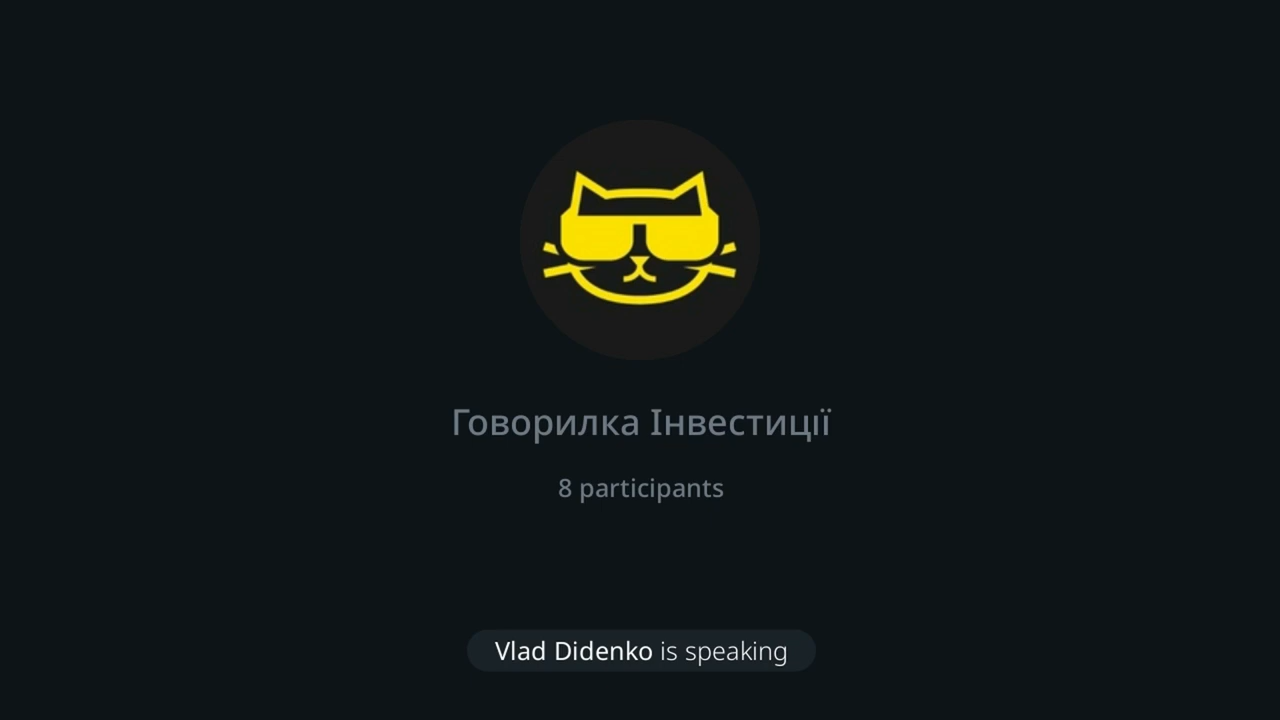 Говорилка Інвестиції
8 participants
Vlad Didenko is speaking